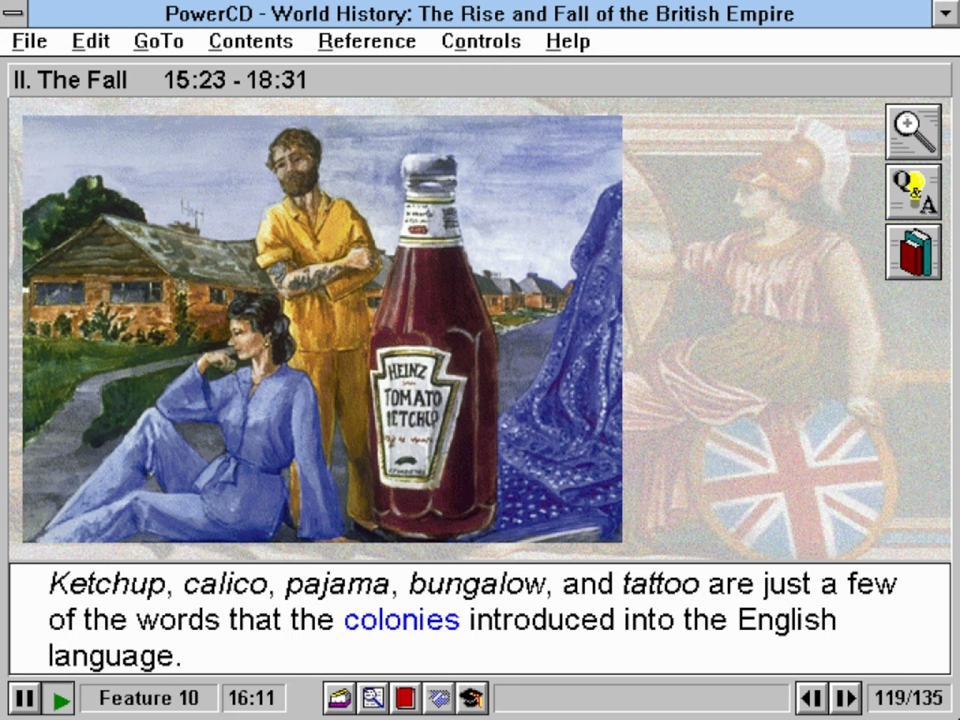 PowerCD - World History: The Rise and Fall of the British Empire
File Edit GoTo Contents Reference Controls Help
II. The Fall 15:23 - 18:31
Q & A
HEINZ
TOMATO
KETCHUP
Ketchup, calico, pajama, bungalow, and tattoo are just a few
of the words that the colonies introduced into the English
language.
Feature 10 16:11 119/135